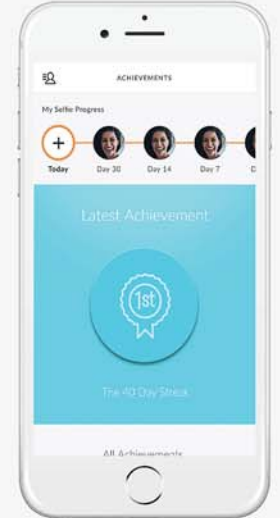 ACHIEVEMENTS
My Selfie Progress
Today Day 30 Day 14 Day 7 D
Latest Achievement
1st
The 40 Day Streak
All Achievements